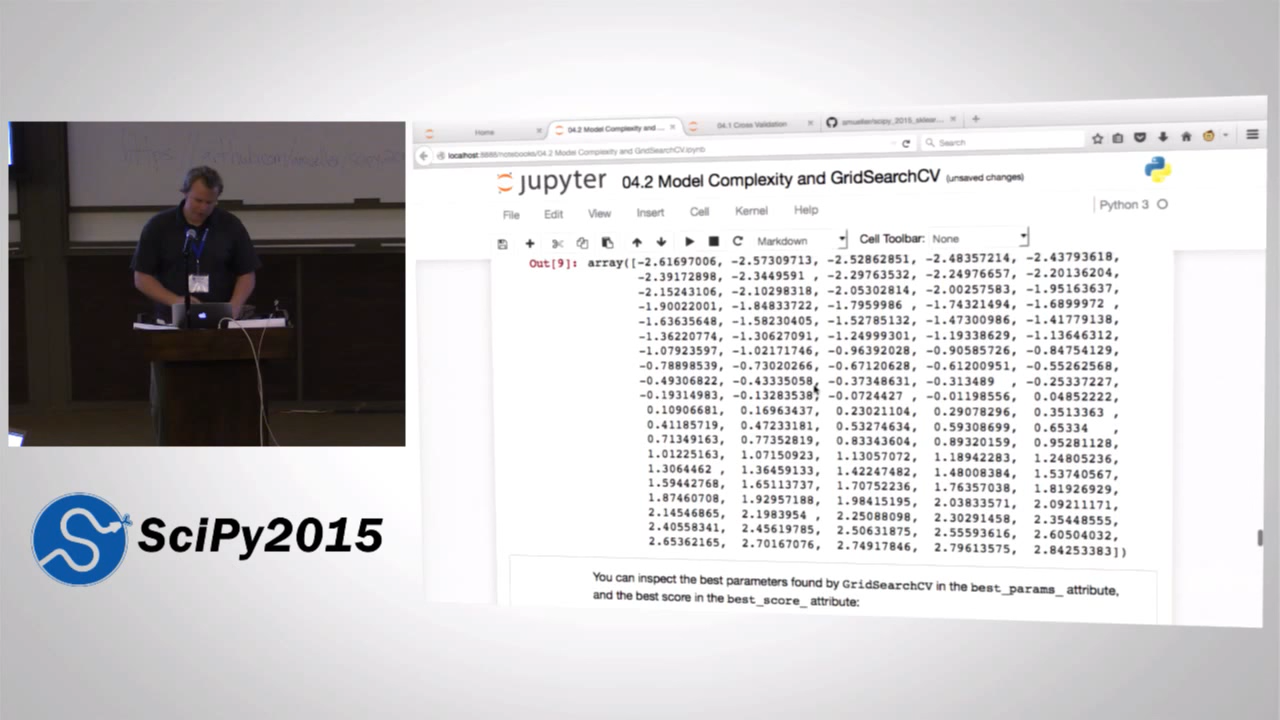 https://github.com/amueller/scipy20
SciPy2015
Home
04.2 Model Complexity and ...
04.1 Cross Validation
amueller/scipy_2015_sklear...
localhost:8888/notebooks/04.2 Model Complexity and GridSearchCV.ipynb
Search
jupyter 04.2 Model Complexity and GridSearchCV (unsaved changes)
File Edit View Insert Cell Kernel Help
Python 3
Markdown
Cell Toolbar: None
Out[9]: array([-2.61697006, -2.57309713, -2.52862851, -2.48357214, -2.43793618,
-2.39172898, -2.3449591 , -2.29763532, -2.24976657, -2.20136204,
-2.15243106, -2.10298318, -2.05302814, -2.00257583, -1.95163637,
-1.90022001, -1.84833722, -1.7959986 , -1.74321494, -1.6899972 ,
-1.63635648, -1.58230405, -1.52785132, -1.47300986, -1.41779138,
-1.36220774, -1.30627091, -1.24999301, -1.19338629, -1.13646312,
-1.07923597, -1.02171746, -0.96392028, -0.90585726, -0.84754129,
-0.78898539, -0.73020266, -0.67120628, -0.61200951, -0.55262568,
-0.49306822, -0.43335058, -0.37348631, -0.313489 , -0.25337227,
-0.19314983, -0.13283538, -0.0724427 , -0.01198556, 0.04852222,
0.10906681, 0.16963437, 0.23021104, 0.29078296, 0.3513363 ,
0.41185719, 0.47233181, 0.53274634, 0.59308699, 0.65334 ,
0.71349163, 0.77352819, 0.83343604, 0.89320159, 0.95281128,
1.01225163, 1.07150923, 1.13057072, 1.18942283, 1.24805236,
1.3064462 , 1.36459133, 1.42247482, 1.48008384, 1.53740567,
1.59442768, 1.65113737, 1.70752236, 1.76357038, 1.81926929,
1.87460708, 1.92957188, 1.98415195, 2.03833571, 2.09211171,
2.14546865, 2.1983954 , 2.25088098, 2.30291458, 2.35448555,
2.40558341, 2.45619785, 2.50631875, 2.55593616, 2.60504032,
2.65362165, 2.70167076, 2.74917846, 2.79613575, 2.84253383])
You can inspect the best parameters found by GridSearchCV in the best_params_ attribute,
and the best score in the best_score_ attribute: